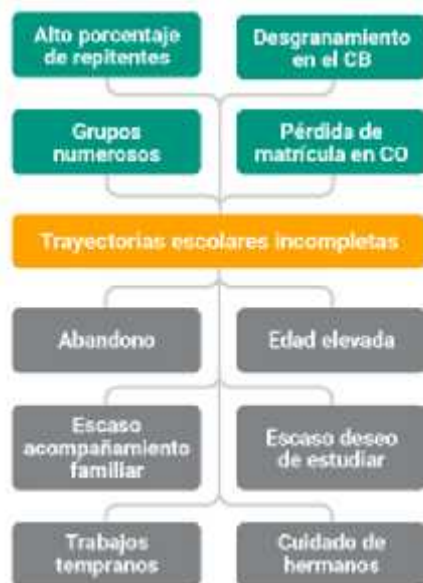 Alto porcentaje
de repitentes
Desgranamiento
en el CB
Grupos
numerosos
Pérdida de
matrícula en CO
Trayectorias escolares incompletas
Abandono
Edad elevada
Escaso
acompañamiento
familiar
Escaso deseo
de estudiar
Trabajos
tempranos
Cuidado de
hermanos